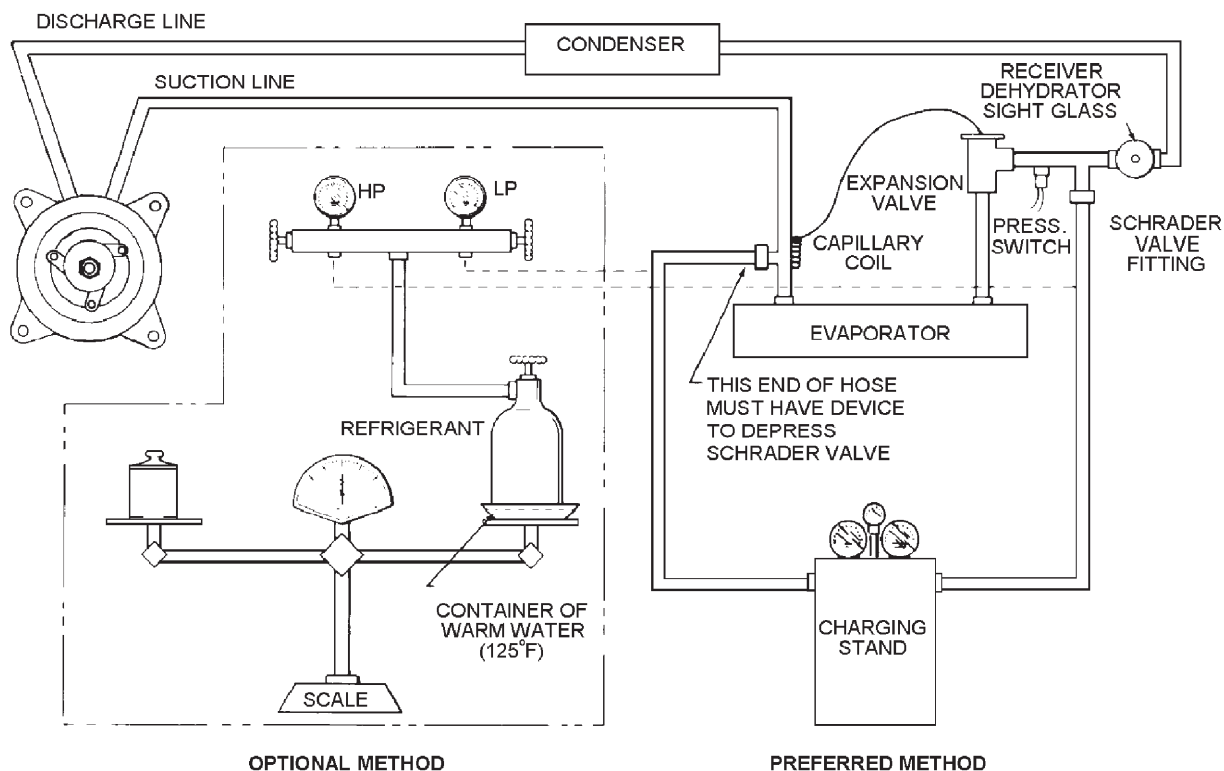 DISCHARGE LINE
CONDENSER
SUCTION LINE
RECEIVER
DEHYDRATOR
SIGHT GLASS
HP
LP
EXPANSION
VALVE
PRESS.
SWITCH
SCHRADER
VALVE
FITTING
CAPILLARY
COIL
EVAPORATOR
THIS END OF HOSE
MUST HAVE DEVICE
TO DEPRESS
SCHRADER VALVE
REFRIGERANT
CONTAINER OF
WARM WATER
(125°F)
SCALE
CHARGING
STAND
OPTIONAL METHOD
PREFERRED METHOD